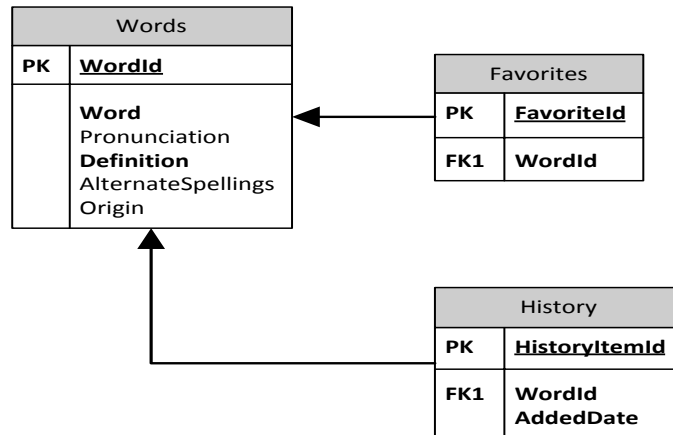 Words
PK WordId
Word
Pronunciation
Definition
AlternateSpellings
Origin
Favorites
PK FavoriteId
FK1 WordId
History
PK HistoryItemId
FK1 WordId
AddedDate